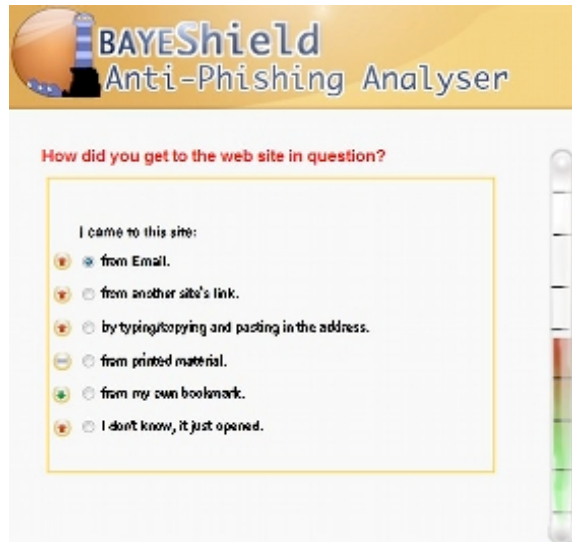 BAYESHield
Anti-Phishing Analyser
How did you get to the web site in question?
I came to this site:
from Email.
from another site's link.
by typing/copying and pasting in the address.
from printed material.
from my own bookmark.
I don't know, it just opened.